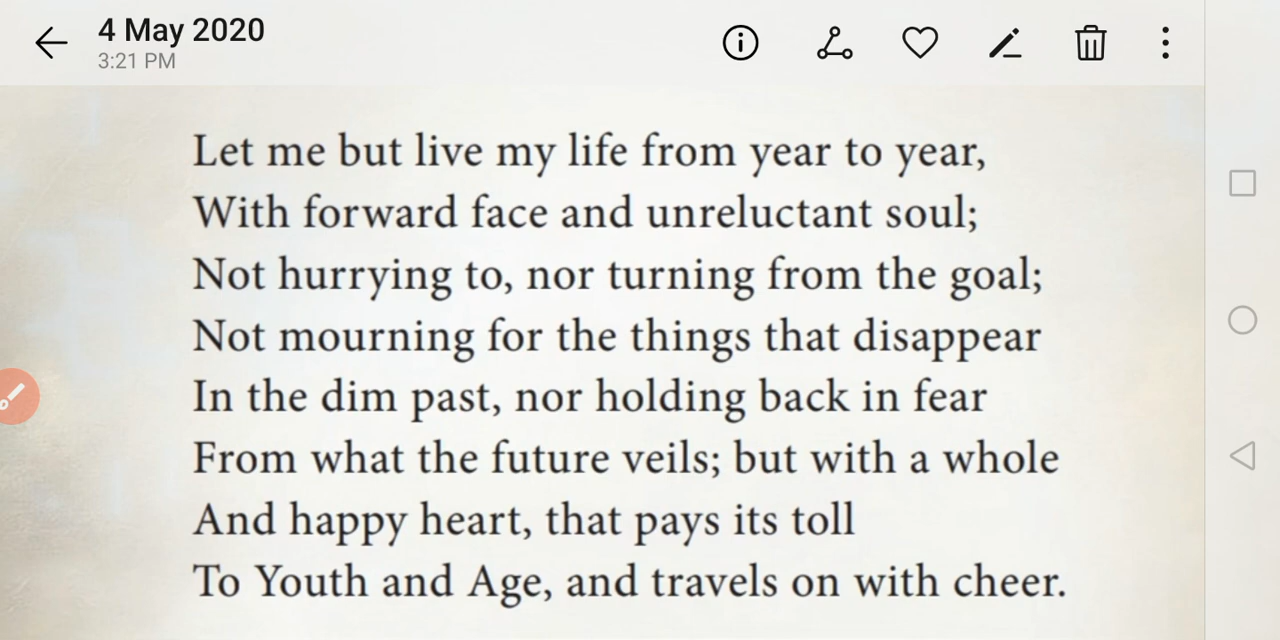 4 May 2020
3:21 PM
Let me but live my life from year to year,
With forward face and unreluctant soul;
Not hurrying to, nor turning from the goal;
Not mourning for the things that disappear
In the dim past, nor holding back in fear
From what the future veils; but with a whole
And happy heart, that pays its toll
To Youth and Age, and travels on with cheer.